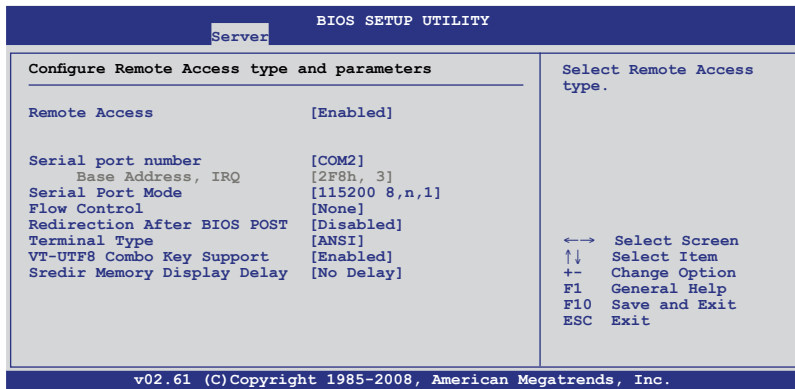 BIOS SETUP UTILITY
Server
Configure Remote Access type and parameters
Remote Access [Enabled]
Serial port number [COM2]
Base Address, IRQ [2F8h, 3]
Serial Port Mode [115200 8,n,1]
Flow Control [None]
Redirection After BIOS POST [Disabled]
Terminal Type [ANSI]
VT-UTF8 Combo Key Support [Enabled]
Sredir Memory Display Delay [No Delay]
Select Remote Access
type.
←→ Select Screen
↑↓ Select Item
+- Change Option
F1 General Help
F10 Save and Exit
ESC Exit
v02.61 (C)Copyright 1985-2008, American Megatrends, Inc.